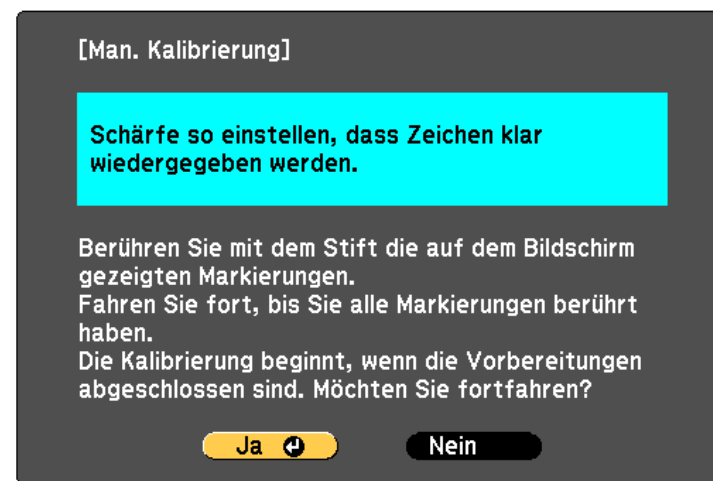 [Man. Kalibrierung]
Schärfe so einstellen, dass Zeichen klar
wiedergegeben werden.
Berühren Sie mit dem Stift die auf dem Bildschirm
gezeigten Markierungen.
Fahren Sie fort, bis Sie alle Markierungen berührt
haben.
Die Kalibrierung beginnt, wenn die Vorbereitungen
abgeschlossen sind. Möchten Sie fortfahren?
Ja
Nein